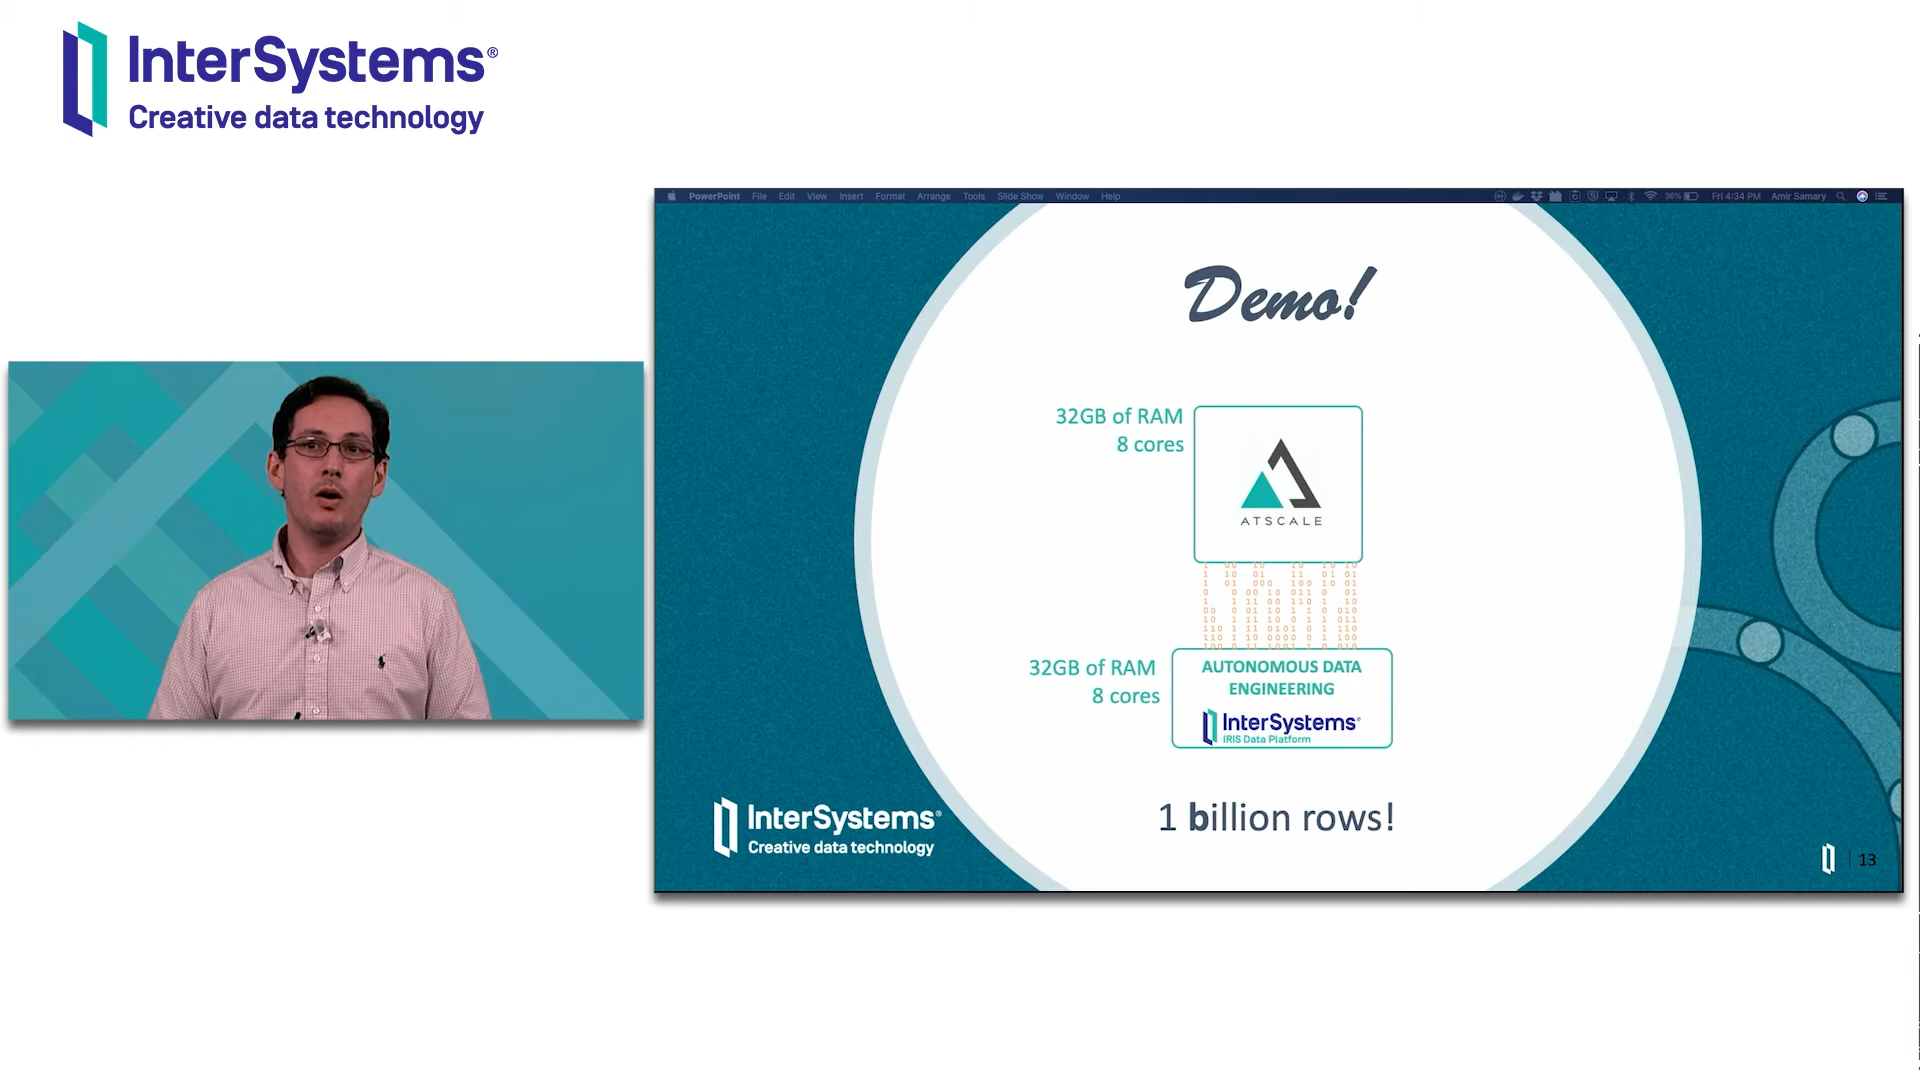 InterSystems®
Creative data technology
PowerPoint File Edit View Insert Format Arrange Tools Slide Show Window Help
36% Fri 4:34 PM Amir Samary
Demo!
32GB of RAM
8 cores
ATSCALE
32GB of RAM
8 cores
AUTONOMOUS DATA
ENGINEERING
InterSystems®
IRIS Data Platform
1 billion rows!
InterSystems®
Creative data technology
13